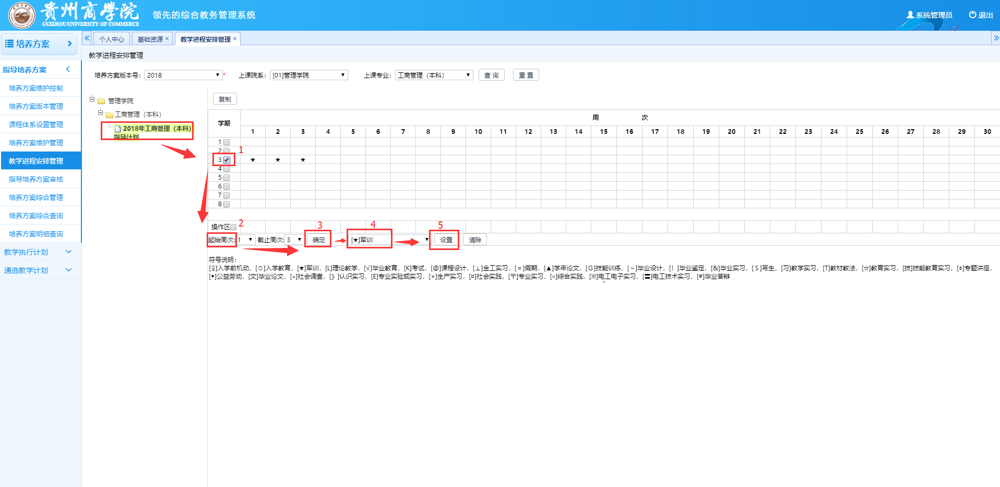 貴州商學院
GUIZHOU UNIVERSITY OF COMMERCE
领先的综合教务管理系统
系统管理员 退出
培养方案
个人中心 基础资源 × 教学进程安排管理 ×
教学进程安排管理
指导培养方案
培养方案维护控制
培养方案版本管理
课程体系设置管理
培养方案维护管理
教学进程安排管理
指导培养方案审核
培养方案综合管理
培养方案综合查询
培养方案明细查询
教学执行计划
通选教学计划
培养方案版本号: 2018 * 上课院系: [01]管理学院 上课专业: 工商管理（本科） 查 询 重 置
管理学院
工商管理（本科）
2018年工商管理（本科）
指导计划
复制
学期 周 次
1 2 3 4 5 6 7 8 9 10 11 12 13 14 15 16 17 18 19 20 21 22 23 24 25 26 27 28 29 30
1
2
1
3 ★ ★ ★
4
5
6
7
8
操作区 2 3 4 5
起始周次: 1 截止周次: 3 确定 [★]军训 设置 清除
符号说明:
[♀]入学前机动, [⊙]入学教育, [★]军训, [L]理论教学, [√]毕业教育, [K]考试, [@]课程设计, [⊥]金工实习, [=]假期, [▲]学年论文, [G]技能训练, [~]毕业设计, [! ]毕业鉴定, [&]毕业实习, [S]写生, [习]教学实习, [T]教材教法, [☆]教育实习, [技]技能教育实习, [⊙]专题讲座,
[♦]公益劳动, [文]毕业论文, [△]社会调查, [》]认识实习, [E]专业实验或实习, [×]生产实习, [¤]社会实践, [〒]专业实习, [◇]综合实践, [※]电工电子实习, [〓]电工技术实习, [#]毕业答辩